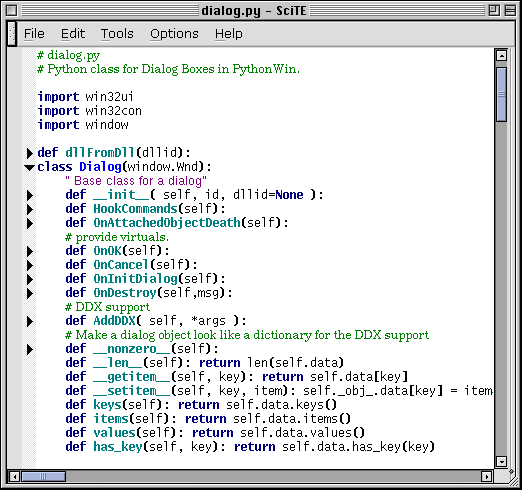 dialog.py - SciTE
File Edit Tools Options Help
# dialog.py
# Python class for Dialog Boxes in PythonWin.
import win32ui
import win32con
import window
def dllFromDll(dllid):
class Dialog(window.Wnd):
" Base class for a dialog"
def __init__( self, id, dllid=None ):
def HookCommands(self):
def OnAttachedObjectDeath(self):
# provide virtuals.
def OnOK(self):
def OnCancel(self):
def OnInitDialog(self):
def OnDestroy(self,msg):
# DDX support
def AddDDX( self, *args ):
# Make a dialog object look like a dictionary for the DDX support
def __nonzero__(self):
def __len__(self): return len(self.data)
def __getitem__(self, key): return self.data[key]
def __setitem__(self, key, item): self._obj_.data[key] = item
def keys(self): return self.data.keys()
def items(self): return self.data.items()
def values(self): return self.data.values()
def has_key(self, key): return self.data.has_key(key)